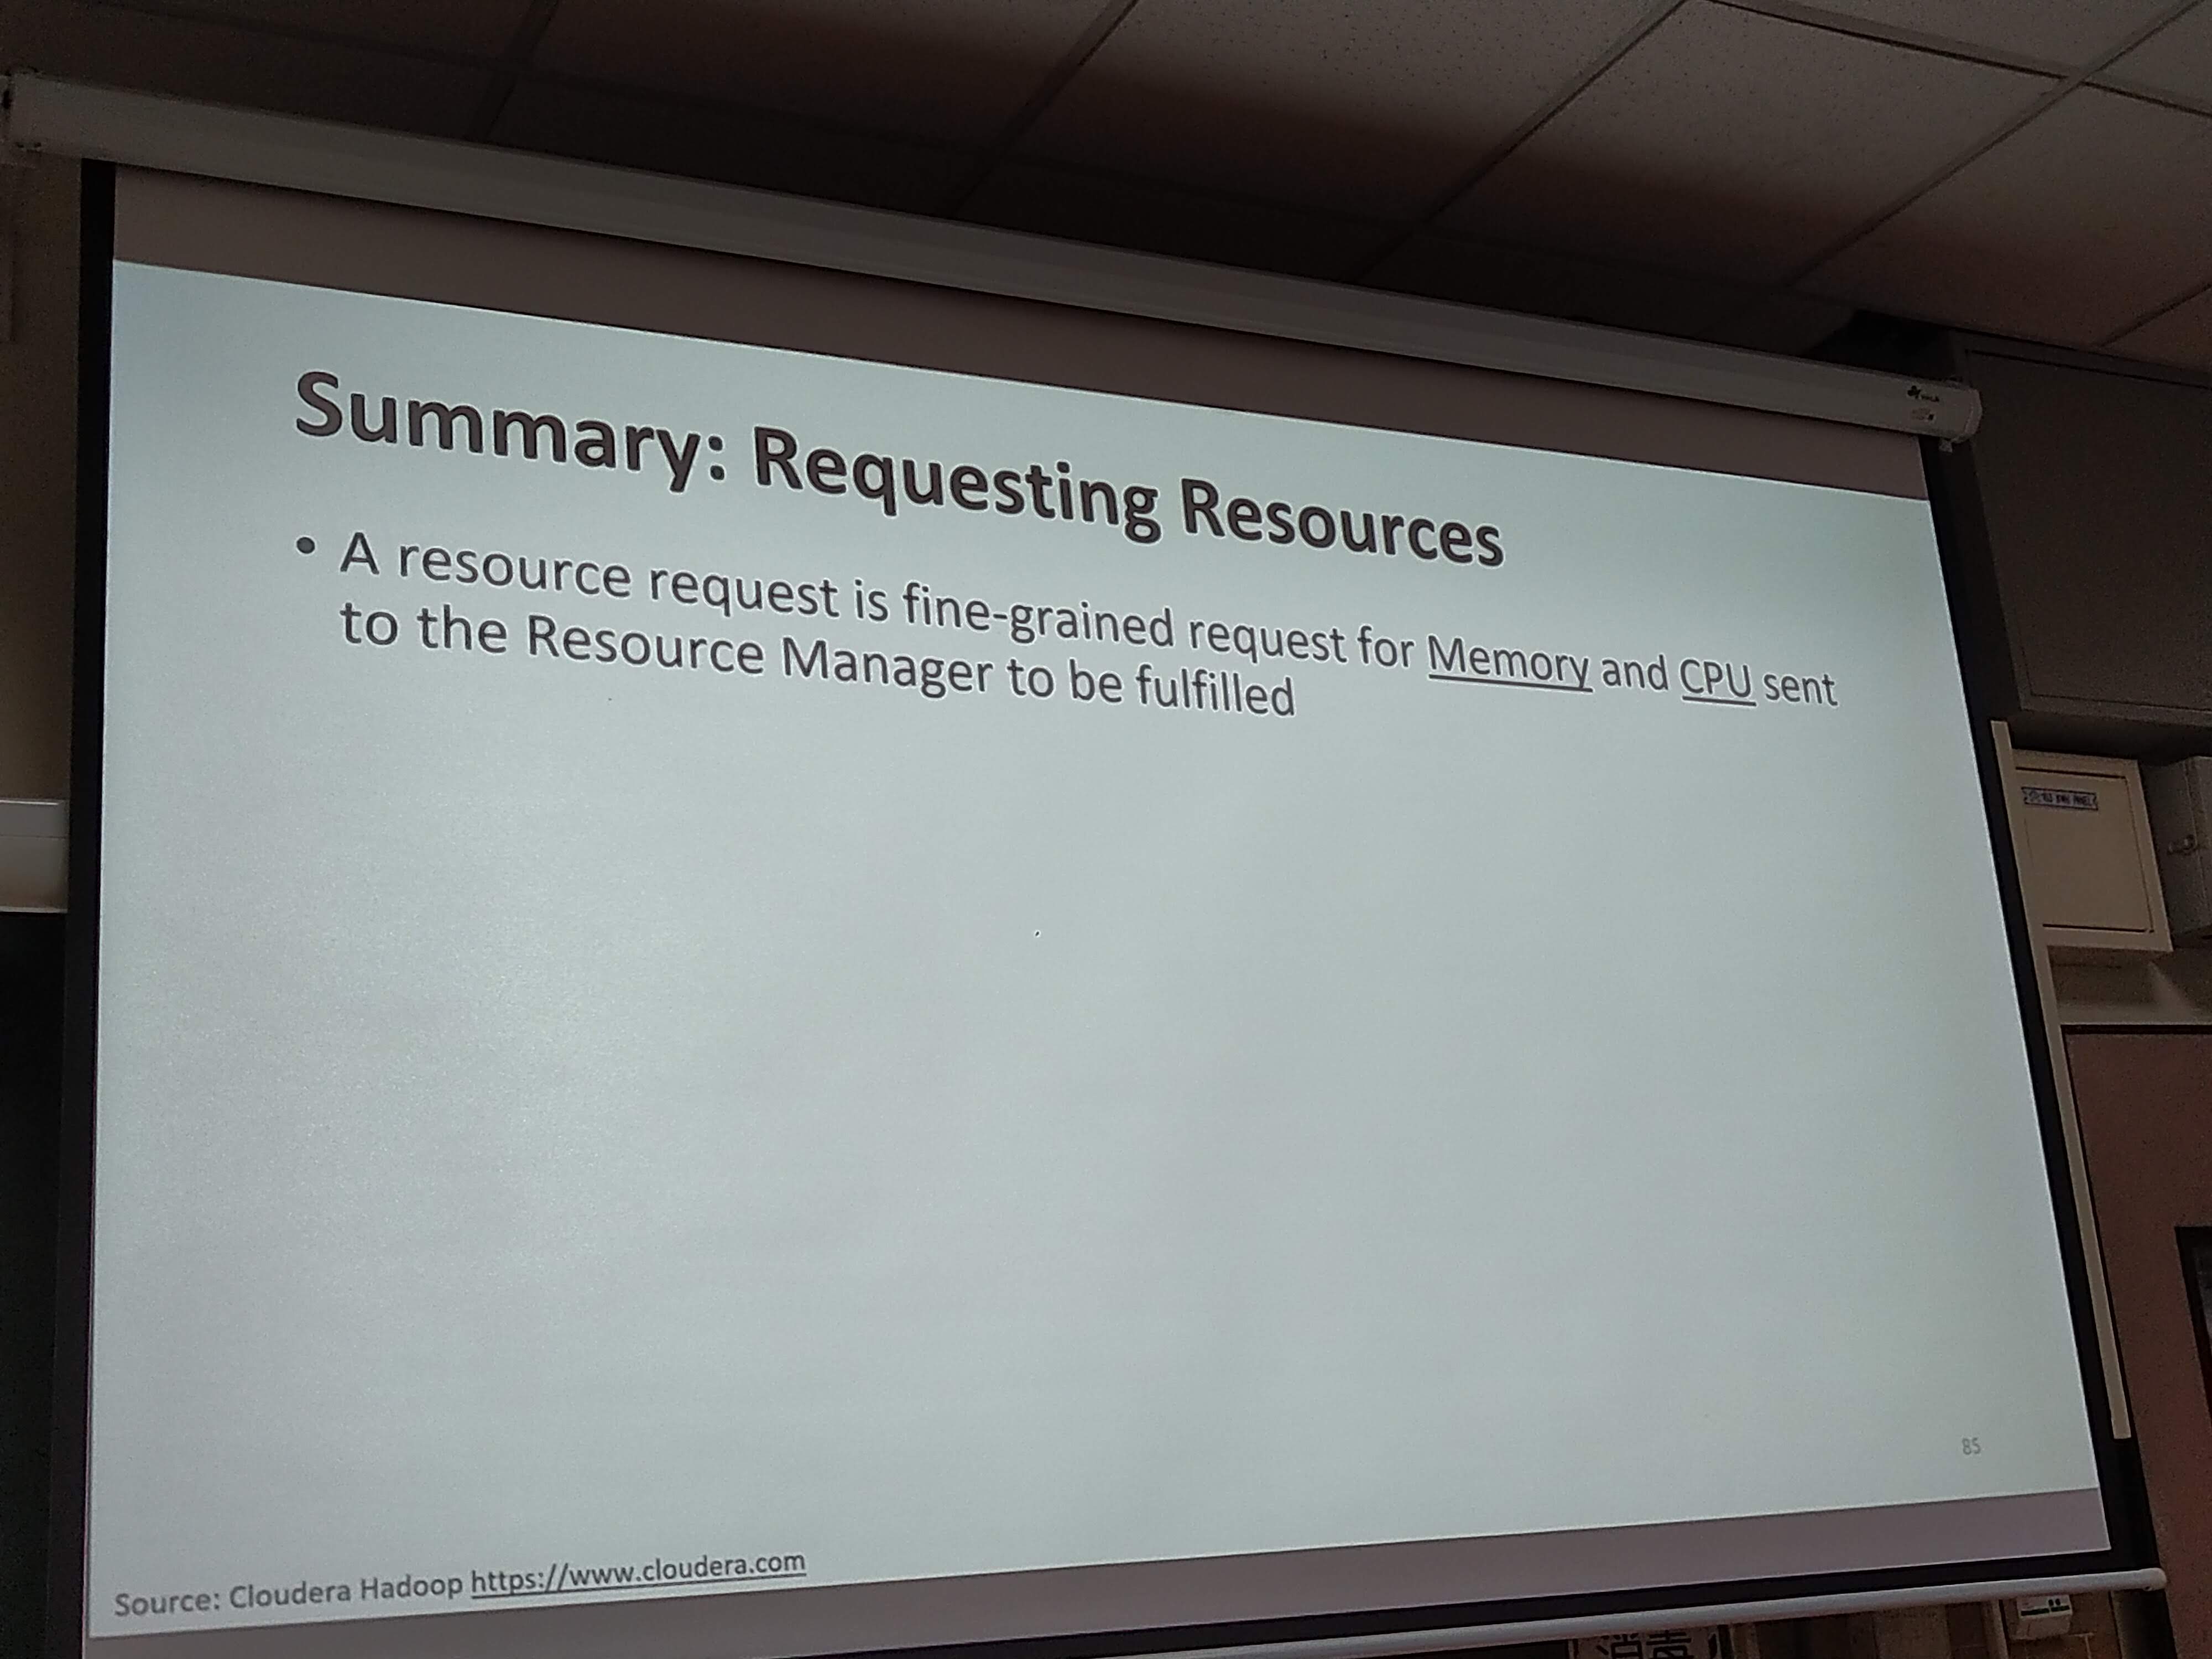 Summary: Requesting Resources
• A resource request is fine-grained request for Memory and CPU sent
to the Resource Manager to be fulfilled
85
Source: Cloudera Hadoop https://www.cloudera.com